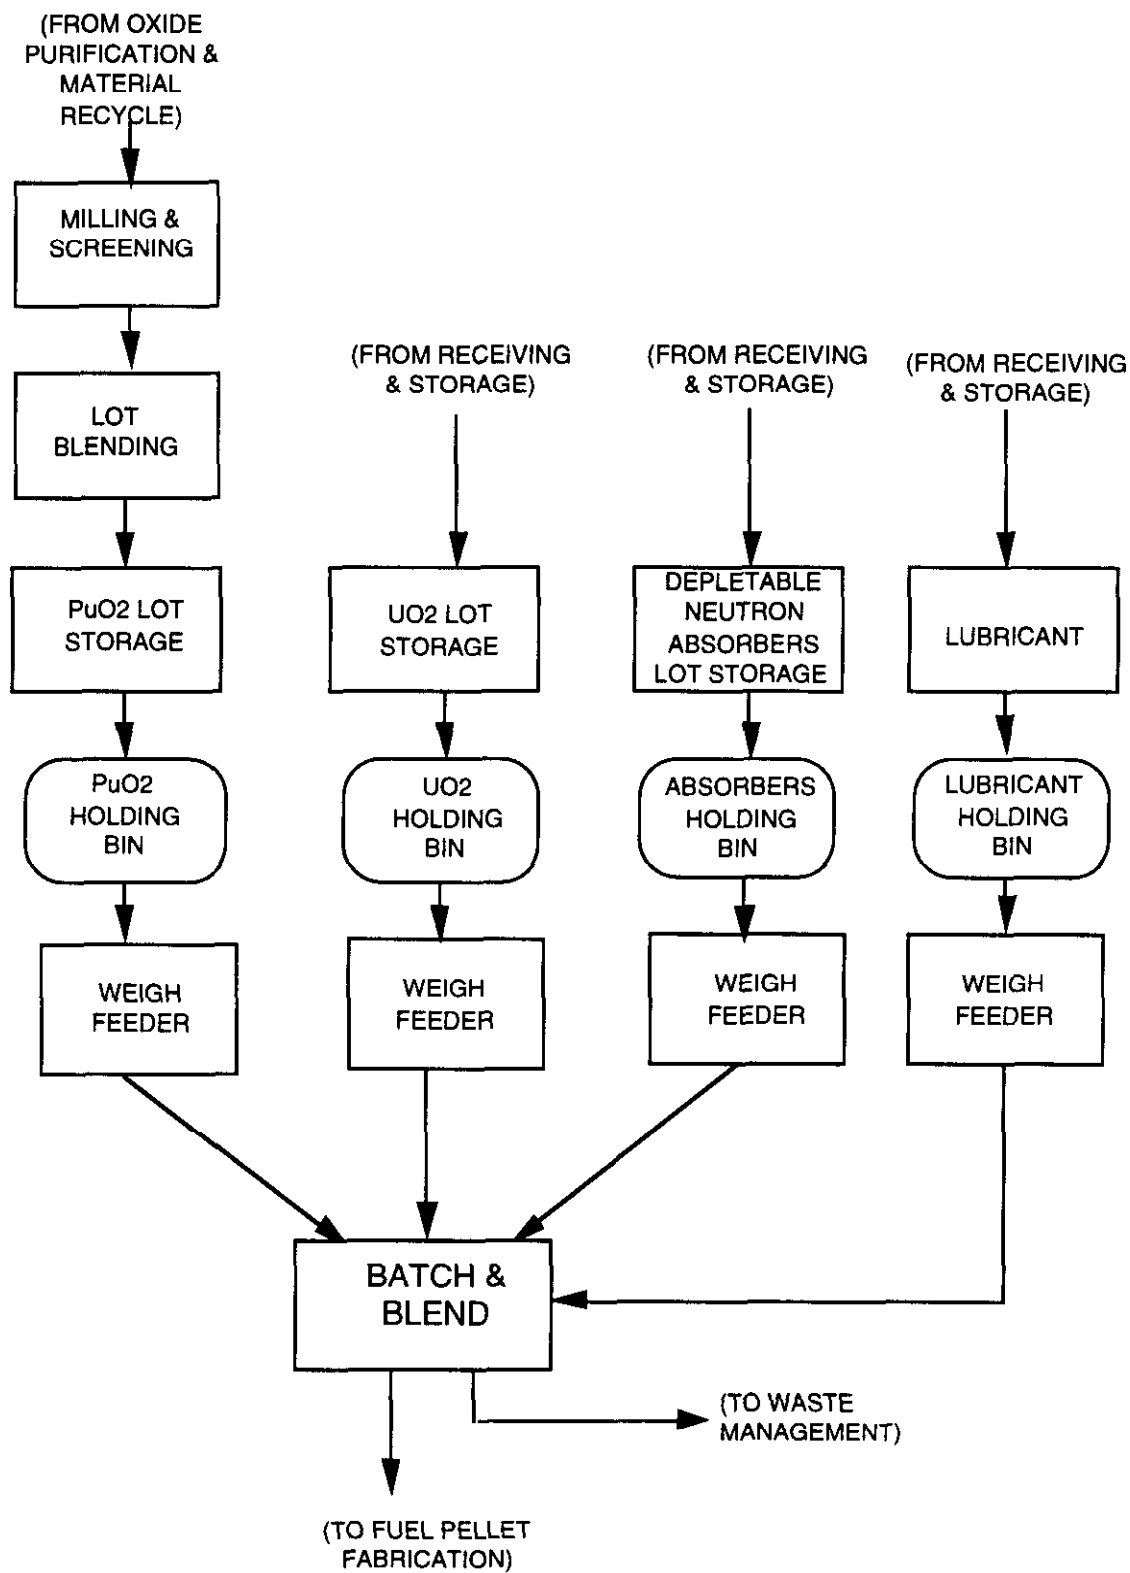 (FROM OXIDE
PURIFICATION &
MATERIAL
RECYCLE)
MILLING &
SCREENING
LOT
BLENDING
(FROM RECEIVING
& STORAGE)
(FROM RECEIVING
& STORAGE)
(FROM RECEIVING
& STORAGE)
PuO2 LOT
STORAGE
UO2 LOT
STORAGE
DEPLETABLE
NEUTRON
ABSORBERS
LOT STORAGE
LUBRICANT
PuO2
HOLDING
BIN
UO2
HOLDING
BIN
ABSORBERS
HOLDING
BIN
LUBRICANT
HOLDING
BIN
WEIGH
FEEDER
WEIGH
FEEDER
WEIGH
FEEDER
WEIGH
FEEDER
BATCH &
BLEND
(TO WASTE
MANAGEMENT)
(TO FUEL PELLET
FABRICATION)